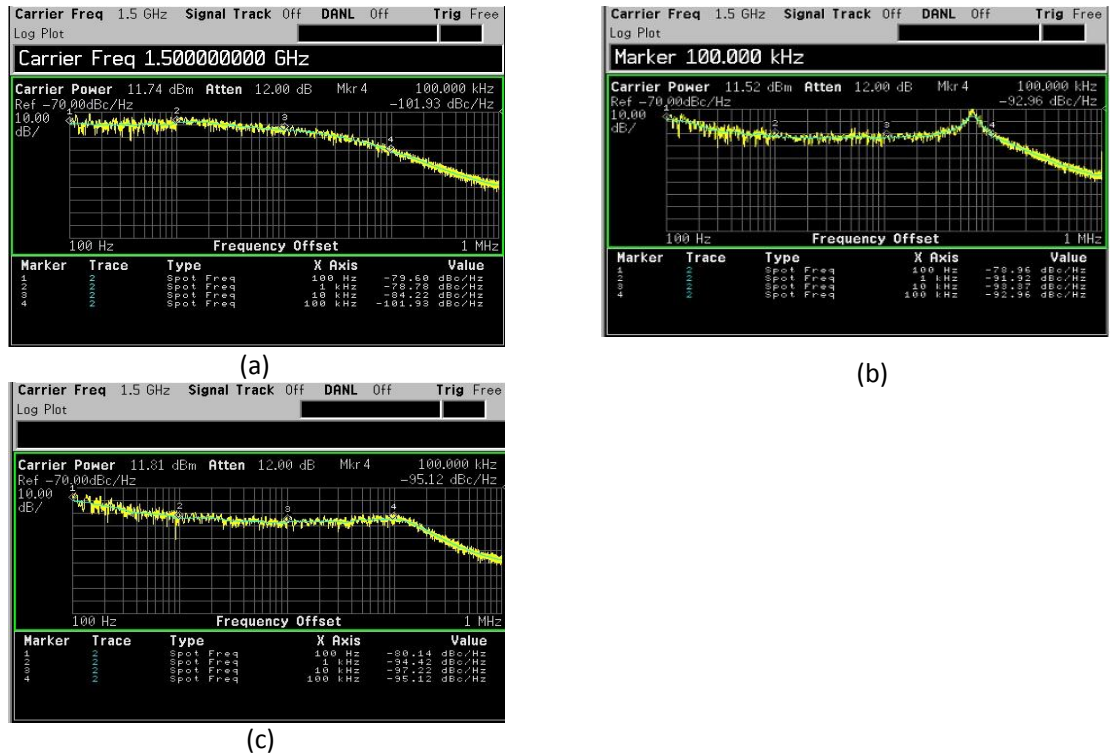 Carrier Freq 1.5 GHz Signal Track Off DANL Off Trig Free
Log Plot
Carrier Freq 1.500000000 GHz
Carrier Power 11.74 dBm Atten 12.00 dB Mkr 4 100.000 kHz
Ref -70.00dBc/Hz -101.93 dBc/Hz
10.00
dB/
1 2 3 4
100 Hz Frequency Offset 1 MHz
Marker Trace Type X Axis Value
1 2 Spot Freq 100 Hz -79.60 dBc/Hz
2 2 Spot Freq 1 kHz -78.78 dBc/Hz
3 2 Spot Freq 10 kHz -84.22 dBc/Hz
4 2 Spot Freq 100 kHz -101.93 dBc/Hz
(a)
Carrier Freq 1.5 GHz Signal Track Off DANL Off Trig Free
Log Plot
Marker 100.000 kHz
Carrier Power 11.52 dBm Atten 12.00 dB Mkr 4 100.000 kHz
Ref -70.00dBc/Hz -92.96 dBc/Hz
10.00
dB/
1 2 3 4
100 Hz Frequency Offset 1 MHz
Marker Trace Type X Axis Value
1 2 Spot Freq 100 Hz -78.96 dBc/Hz
2 2 Spot Freq 1 kHz -91.92 dBc/Hz
3 2 Spot Freq 10 kHz -93.37 dBc/Hz
4 2 Spot Freq 100 kHz -92.96 dBc/Hz
(b)
Carrier Freq 1.5 GHz Signal Track Off DANL Off Trig Free
Log Plot
Carrier Power 11.81 dBm Atten 12.00 dB Mkr 4 100.000 kHz
Ref -70.00dBc/Hz -95.12 dBc/Hz
10.00
dB/
1 2 3 4
100 Hz Frequency Offset 1 MHz
Marker Trace Type X Axis Value
1 2 Spot Freq 100 Hz -80.14 dBc/Hz
2 2 Spot Freq 1 kHz -94.42 dBc/Hz
3 2 Spot Freq 10 kHz -97.22 dBc/Hz
4 2 Spot Freq 100 kHz -95.12 dBc/Hz
(c)